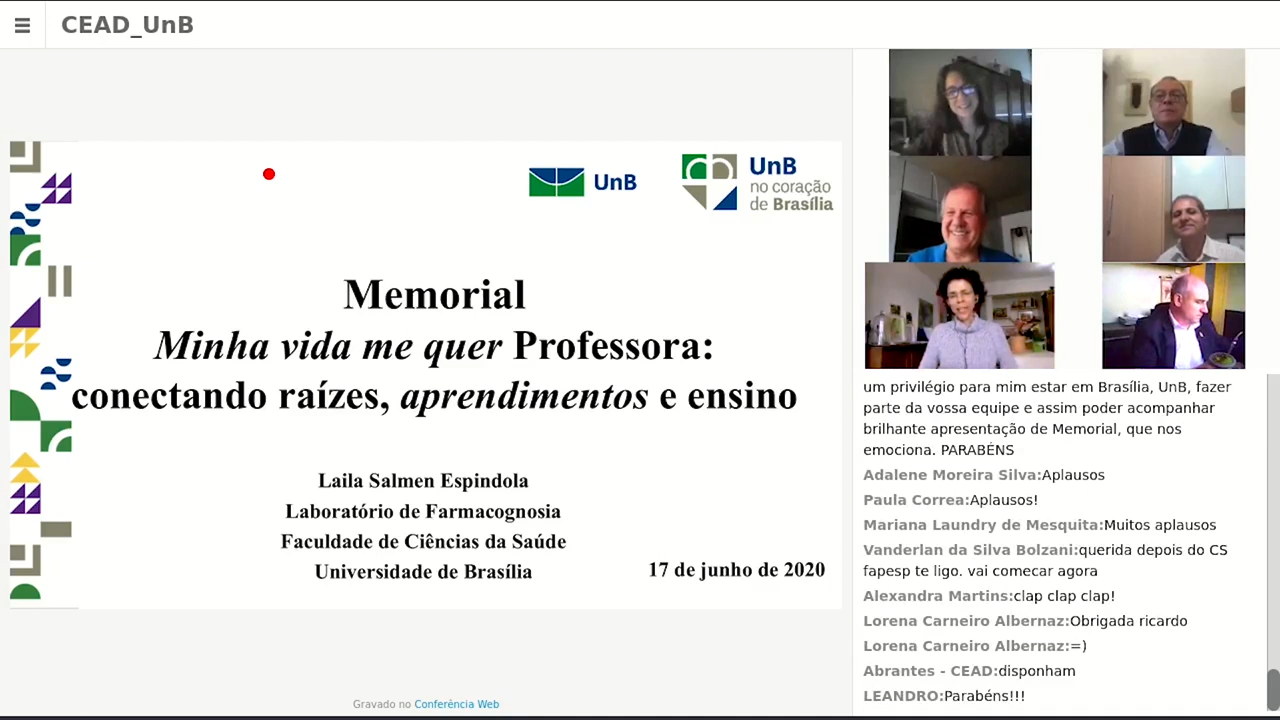 CEAD_UnB
UnB
UnB
no coração
de Brasília
Memorial
Minha vida me quer Professora:
conectando raízes, aprendimentos e ensino
Laila Salmen Espindola
Laboratório de Farmacognosia
Faculdade de Ciências da Saúde
Universidade de Brasília
17 de junho de 2020
Gravado no Conferência Web
um privilégio para mim estar em Brasília, UnB, fazer
parte da vossa equipe e assim poder acompanhar
brilhante apresentação de Memorial, que nos
emociona. PARABÉNS
Adalene Moreira Silva:Aplausos
Paula Correa:Aplausos!
Mariana Laundry de Mesquita:Muitos aplausos
Vanderlan da Silva Bolzani:querida depois do CS
fapesp te ligo. vai comecar agora
Alexandra Martins:clap clap clap!
Lorena Carneiro Albernaz:Obrigada ricardo
Lorena Carneiro Albernaz:=)
Abrantes - CEAD:disponham
LEANDRO:Parabéns!!!